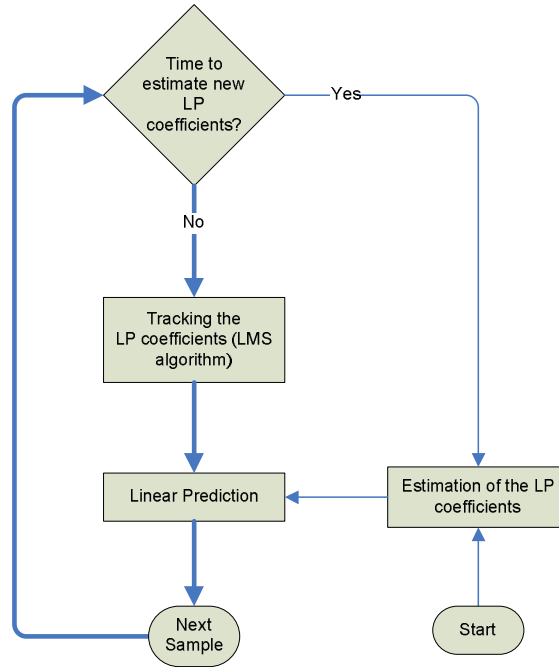 Time to
estimate new
LP
coefficients?
Yes
No
Tracking the
LP coefficients (LMS
algorithm)
Linear Prediction
Estimation of the LP
coefficients
Next
Sample
Start